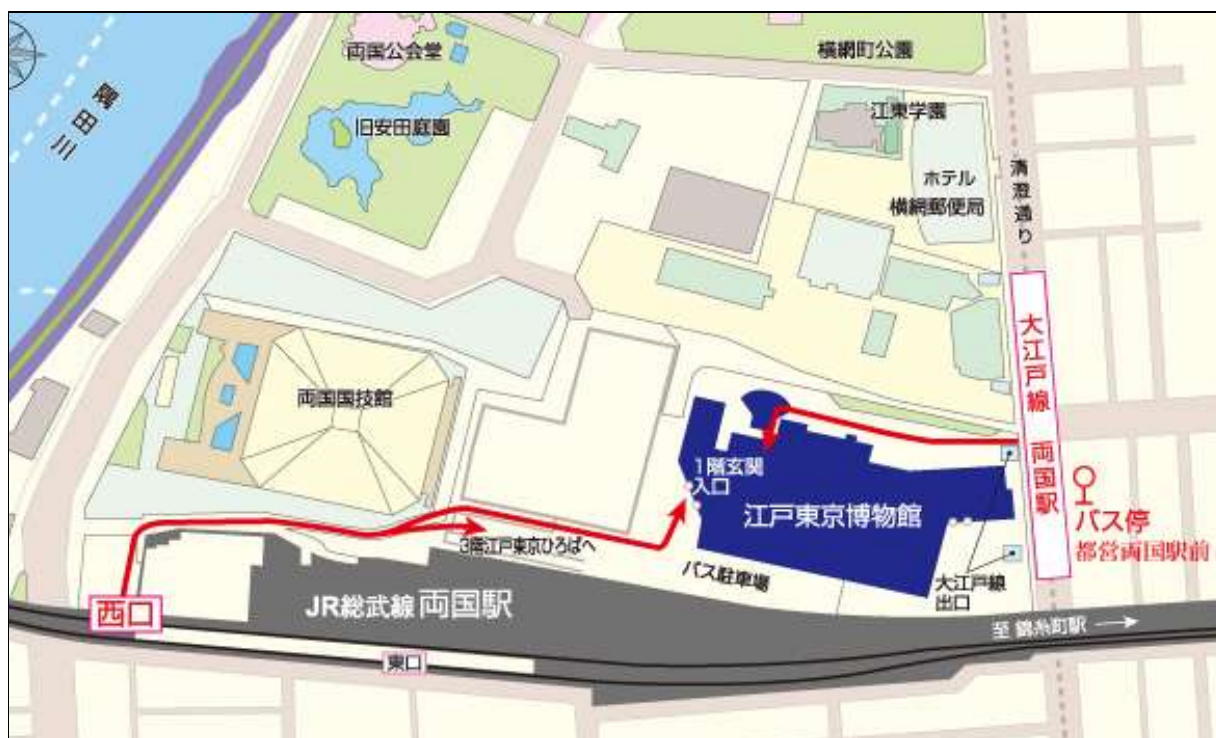 両国公会堂
横網町公園
隅田川
旧安田庭園
江東学園
ホテル
横網郵便局
清澄通り
両国国技館
大江戸線 両国駅
1階玄関
入口
江戸東京博物館
バス停
都営両国駅前
3階江戸東京ひろばへ
バス駐車場
大江戸線
出口
西口
JR総武線両国駅
至 錦糸町駅
東口